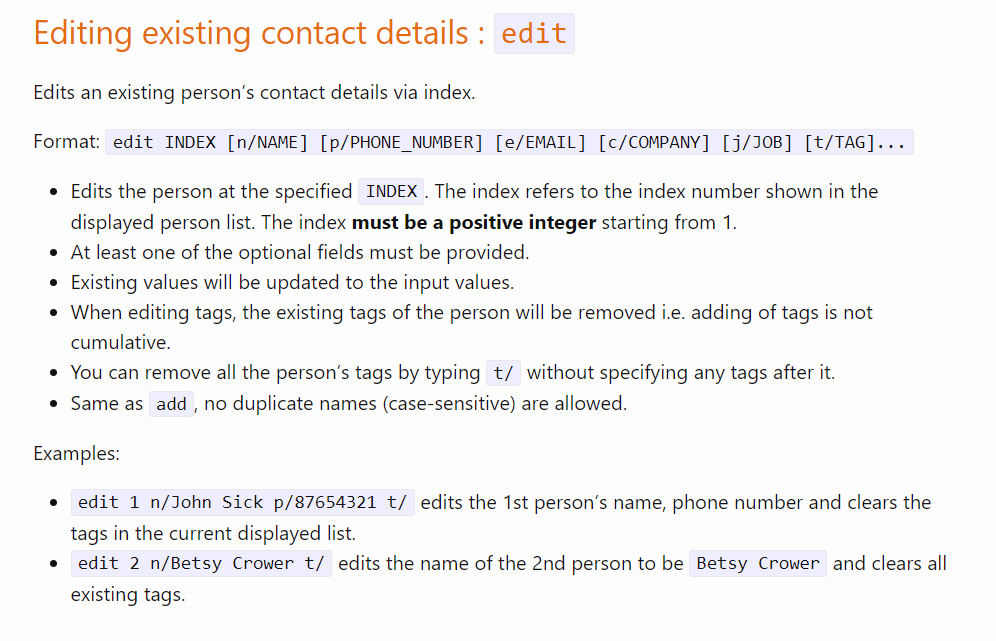 Editing existing contact details : edit
Edits an existing person’s contact details via index.
Format: edit INDEX [n/NAME] [p/PHONE_NUMBER] [e/EMAIL] [c/COMPANY] [j/JOB] [t/TAG]...
• Edits the person at the specified INDEX. The index refers to the index number shown in the
displayed person list. The index must be a positive integer starting from 1.
• At least one of the optional fields must be provided.
• Existing values will be updated to the input values.
• When editing tags, the existing tags of the person will be removed i.e. adding of tags is not
cumulative.
• You can remove all the person’s tags by typing t/ without specifying any tags after it.
• Same as add, no duplicate names (case-sensitive) are allowed.
Examples:
• edit 1 n/John Sick p/87654321 t/ edits the 1st person’s name, phone number and clears the
tags in the current displayed list.
• edit 2 n/Betsy Crower t/ edits the name of the 2nd person to be Betsy Crower and clears all
existing tags.